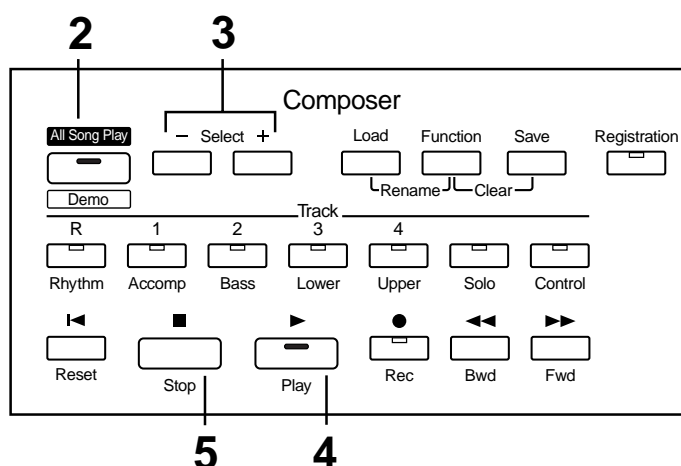 2 3
Composer
All Song Play − Select + Load Function Save Registration
Rename Clear
Demo
Track
R 1 2 3 4
Rhythm Accomp Bass Lower Upper Solo Control
Reset Stop Play Rec Bwd Fwd
5 4